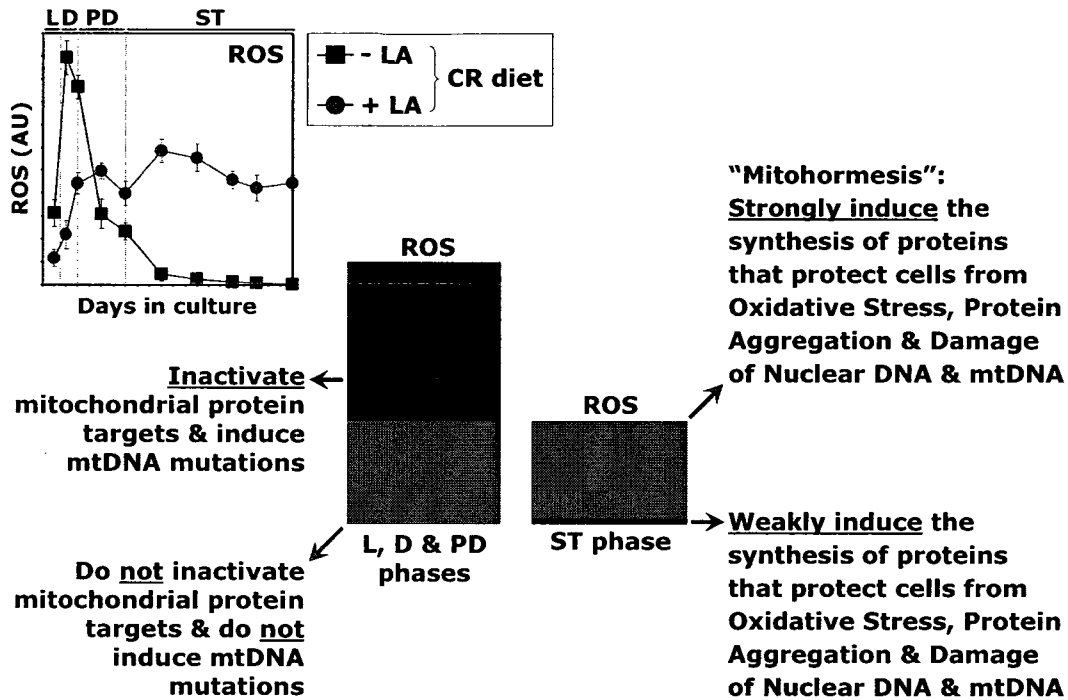 L D PD ST
ROS
ROS (AU)
Days in culture
- LA
+ LA
CR diet
ROS
Inactivate
mitochondrial protein
targets & induce
mtDNA mutations
Do not inactivate
mitochondrial protein
targets & do not
induce mtDNA
mutations
L, D & PD
phases
ROS
ST phase
"Mitohormesis":
Strongly induce the
synthesis of proteins
that protect cells from
Oxidative Stress, Protein
Aggregation & Damage
of Nuclear DNA & mtDNA
Weakly induce the
synthesis of proteins
that protect cells from
Oxidative Stress, Protein
Aggregation & Damage
of Nuclear DNA & mtDNA